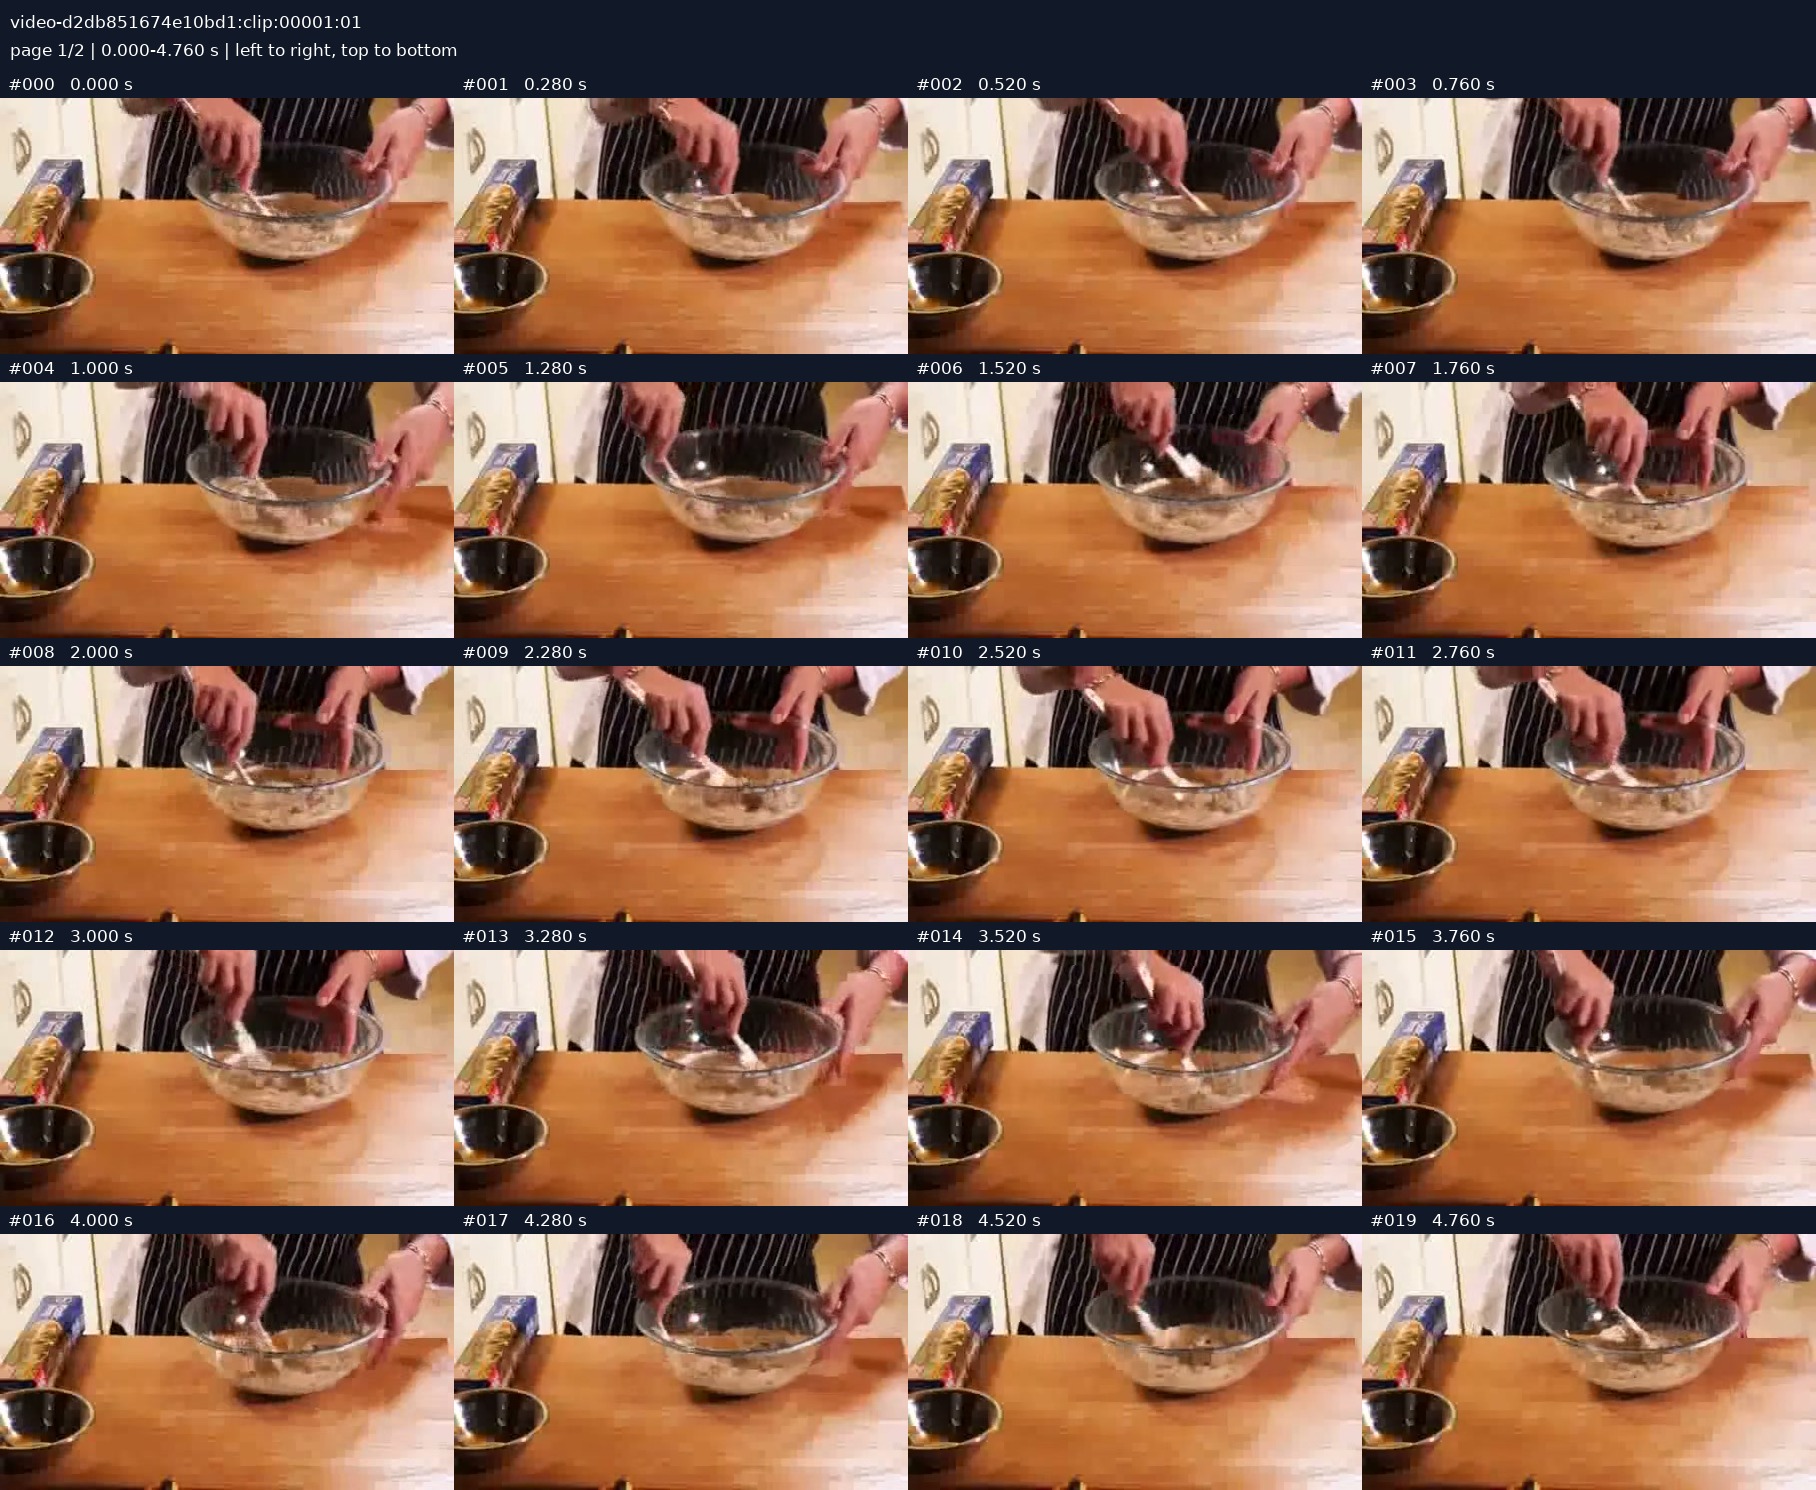 video-d2db851674e10bd1:clip:00001:01
page 1/2 | 0.000-4.760 s | left to right, top to bottom
#000 0.000 s
#001 0.280 s
#002 0.520 s
#003 0.760 s
#004 1.000 s
#005 1.280 s
#006 1.520 s
#007 1.760 s
#008 2.000 s
#009 2.280 s
#010 2.520 s
#011 2.760 s
#012 3.000 s
#013 3.280 s
#014 3.520 s
#015 3.760 s
#016 4.000 s
#017 4.280 s
#018 4.520 s
#019 4.760 s